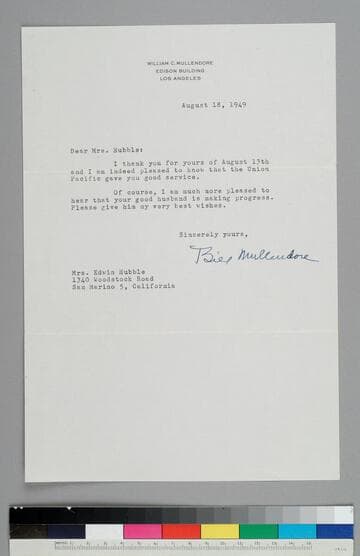 WILLIAM C. MULLENDORE
EDISON BUILDING
LOS ANGELES
August 18, 1949
Dear Mrs. Hubble:
I thank you for yours of August 13th
and I am indeed pleased to know that the Union
Pacific gave you good service.
Of course, I am much more pleased to
hear that your good husband is making progress.
Please give him my very best wishes.
Sincerely yours,
Bill Mullendore
Mrs. Edwin Hubble
1340 Woodstock Road
San Marino 5, California